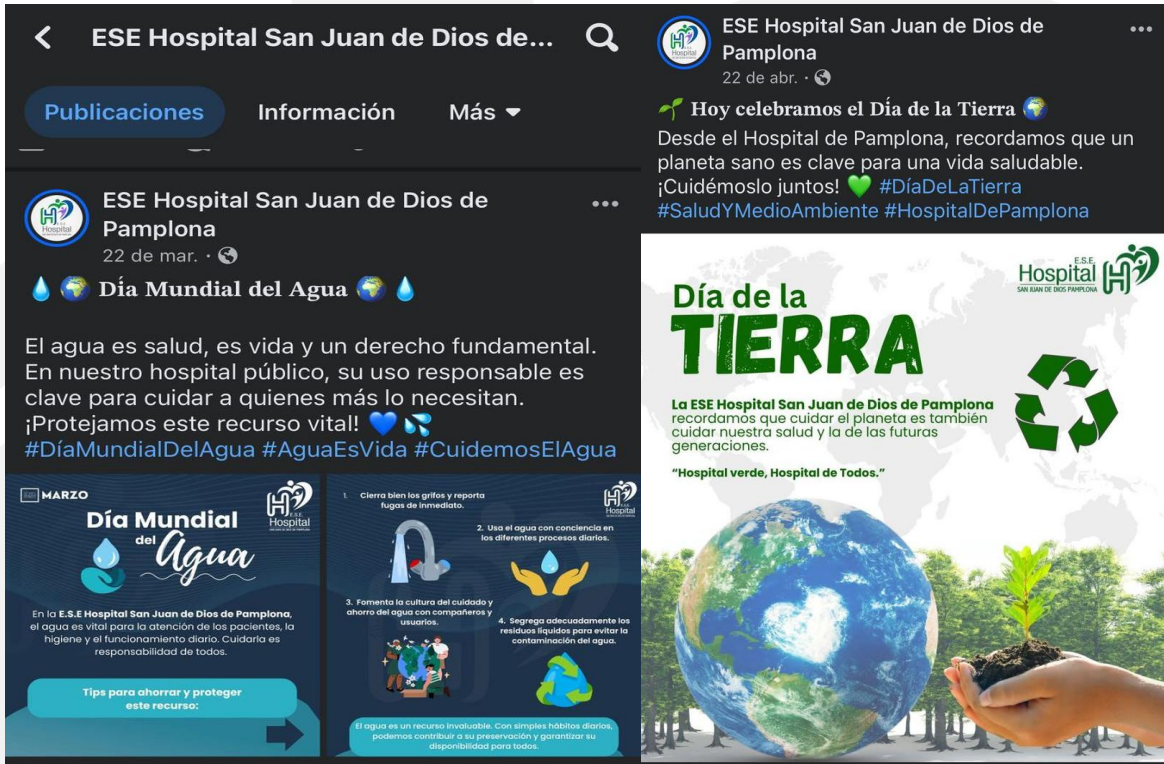 ESE Hospital San Juan de Dios de...
Publicaciones
Información
Más
ESE Hospital San Juan de Dios de
Pamplona
22 de mar.
💧 🌍 Día Mundial del Agua 🌍 💧
El agua es salud, es vida y un derecho fundamental.
En nuestro hospital público, su uso responsable es
clave para cuidar a quienes más lo necesitan.
¡Protejamos este recurso vital! 💙 💦
#DíaMundialDelAgua #AguaEsVida #CuidemosElAgua
MARZO
E.S.E.
Hospital
Día Mundial
del
Agua
En la E.S.E Hospital San Juan de Dios de Pamplona,
el agua es vital para la atención de los pacientes, la
higiene y el funcionamiento diario. Cuidarla es
responsabilidad de todos.
Tips para ahorrar y proteger
este recurso:
E.S.E.
Hospital
1. Cierra bien los grifos y reporta
fugas de inmediato.
2. Usa el agua con conciencia en
los diferentes procesos diarios.
3. Fomenta la cultura del cuidado y
ahorro del agua con compañeros y
usuarios.
4. Segrega adecuadamente los
residuos líquidos para evitar la
contaminación del agua.
El agua es un recurso invaluable. Con simples hábitos diarios,
podemos contribuir a su preservación y garantizar su
disponibilidad para todos.
ESE Hospital San Juan de Dios de
Pamplona
22 de abr.
🌱 Hoy celebramos el Día de la Tierra 🌍
Desde el Hospital de Pamplona, recordamos que un
planeta sano es clave para una vida saludable.
¡Cuidémoslo juntos! 💚 #DíaDeLaTierra
#SaludYMedioAmbiente #HospitalDePamplona
E.S.E.
Hospital
SAN JUAN DE DIOS PAMPLONA
Día de la
TIERRA
La ESE Hospital San Juan de Dios de Pamplona
recordamos que cuidar el planeta es también
cuidar nuestra salud y la de las futuras
generaciones.
“Hospital verde, Hospital de Todos.”